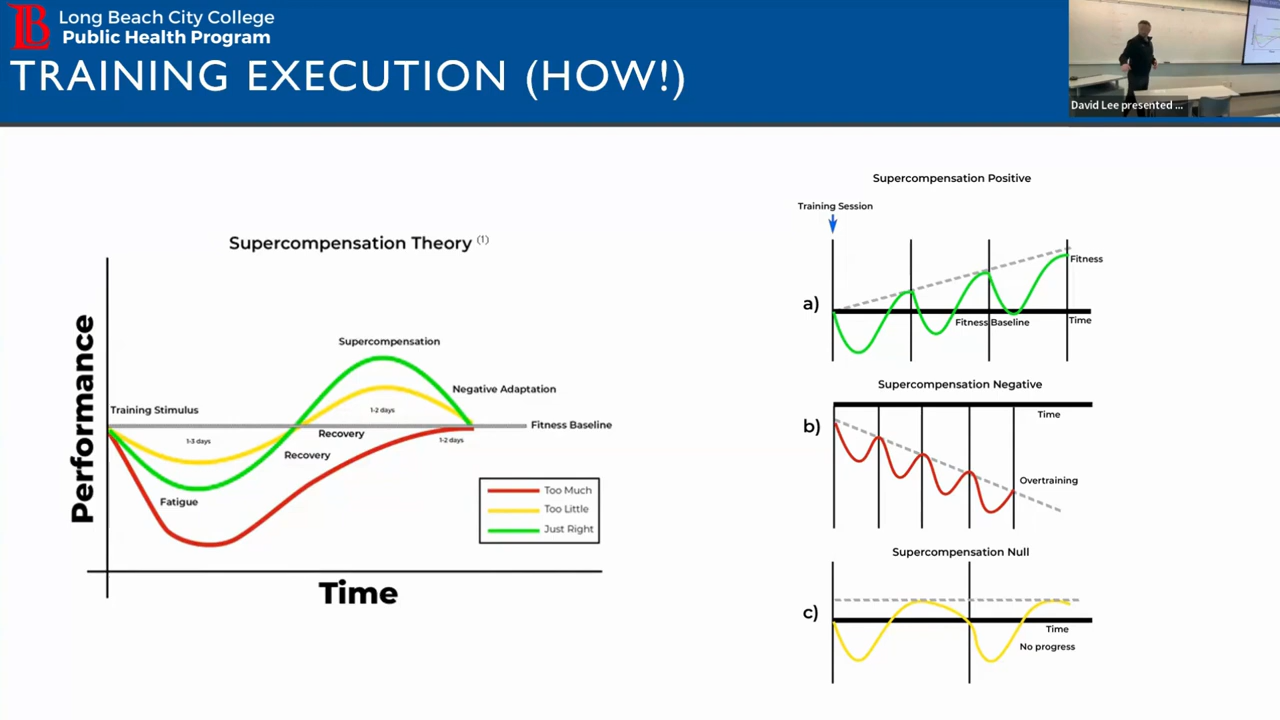 LB
Long Beach City College
Public Health Program
TRAINING EXECUTION (HOW!)
David Lee presented ...
Supercompensation Theory (1)
Performance
Supercompensation
Negative Adaptation
Training Stimulus
1-2 days
Fitness Baseline
1-3 days
Recovery
1-2 days
Recovery
Fatigue
Too Much
Too Little
Just Right
Time
Supercompensation Positive
Training Session
Fitness
a)
Fitness Baseline
Time
Supercompensation Negative
Time
b)
Overtraining
Supercompensation Null
c)
Time
No progress